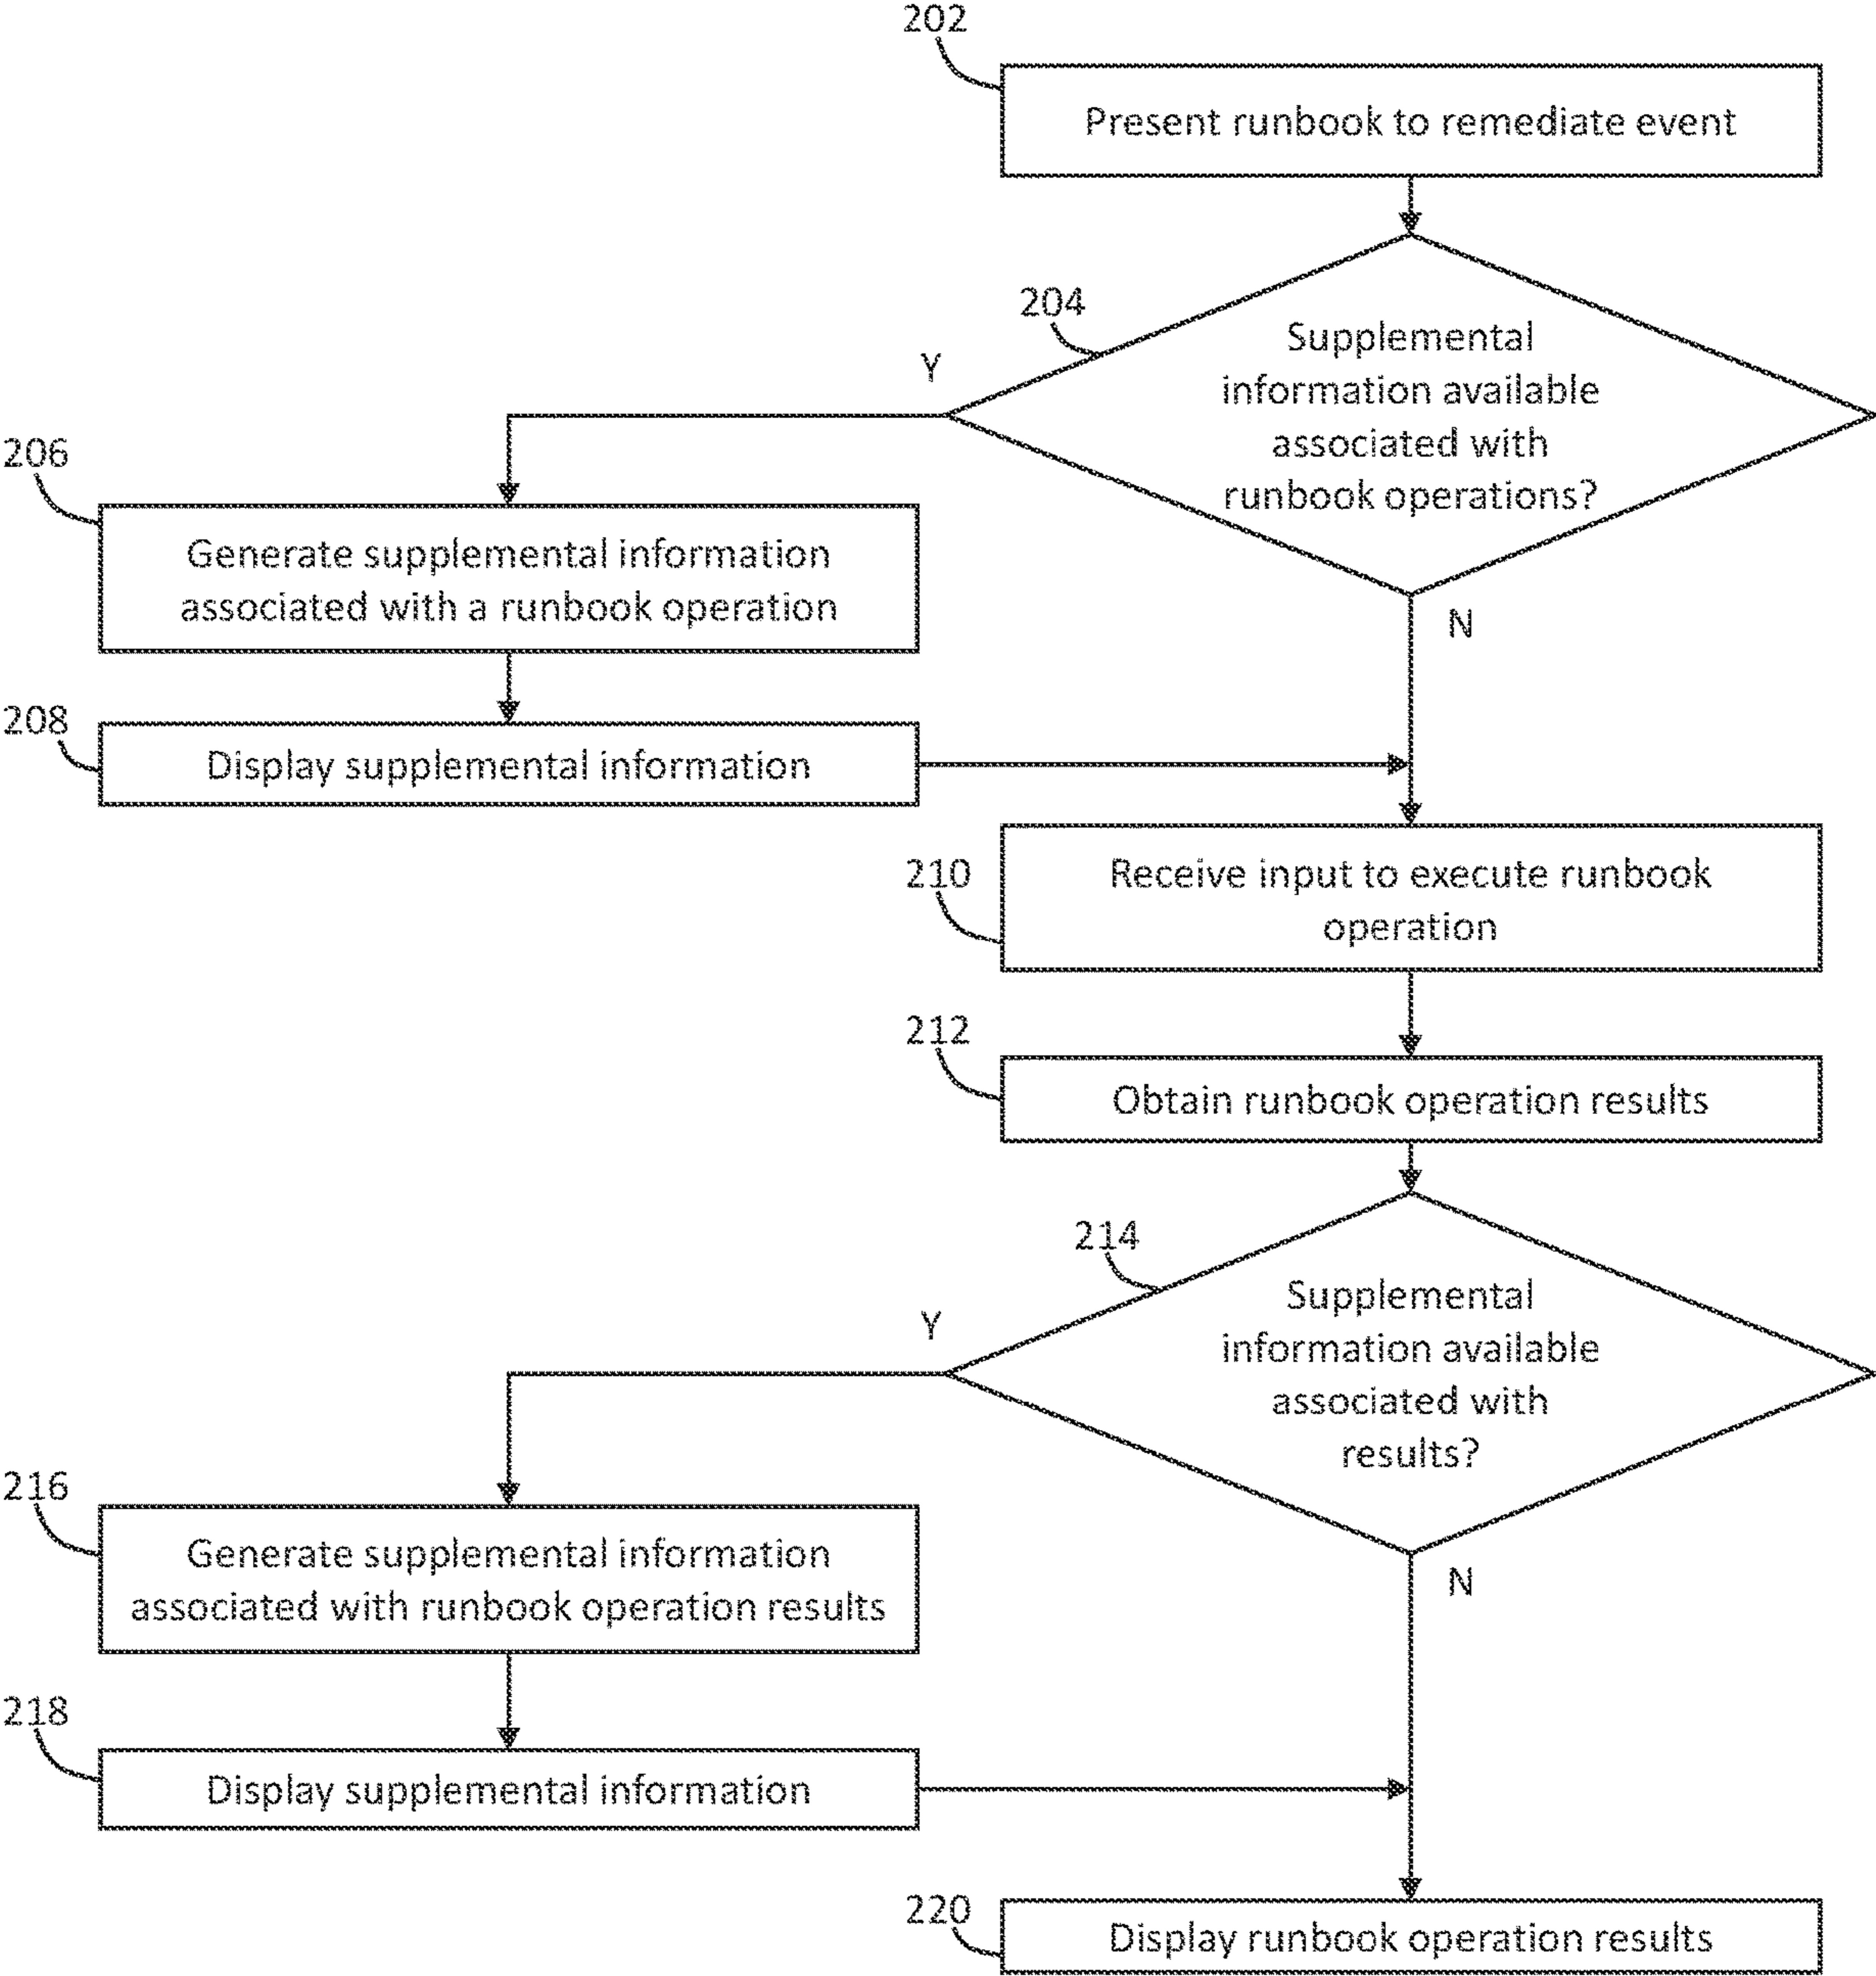 202
Present runbook to remediate event
204
Supplemental
information available
associated with
runbook operations?
Y
N
206
Generate supplemental information
associated with a runbook operation
208
Display supplemental information
210
Receive input to execute runbook
operation
212
Obtain runbook operation results
214
Supplemental
information available
associated with
results?
Y
N
216
Generate supplemental information
associated with runbook operation results
218
Display supplemental information
220
Display runbook operation results